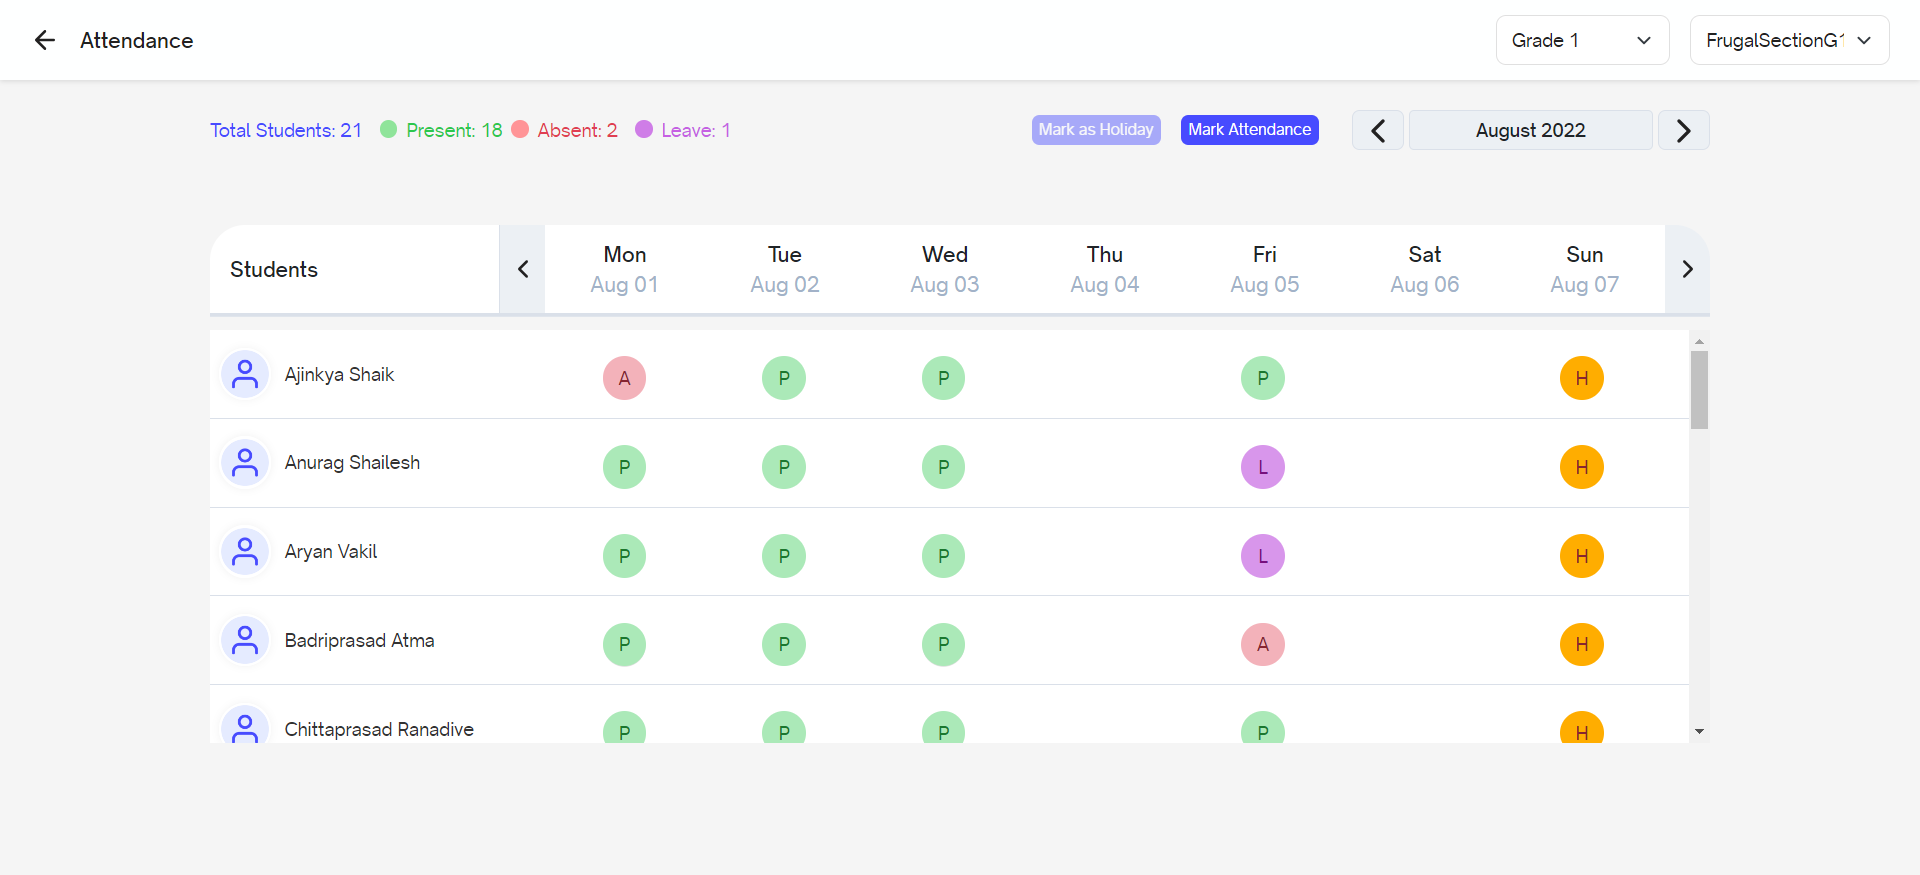 Attendance
Grade 1
FrugalSectionG1
Total Students: 21 Present: 18 Absent: 2 Leave: 1
Mark as Holiday Mark Attendance August 2022
Students Mon Tue Wed Thu Fri Sat Sun
Aug 01 Aug 02 Aug 03 Aug 04 Aug 05 Aug 06 Aug 07
Ajinkya Shaik A P P P H
Anurag Shailesh P P P L H
Aryan Vakil P P P L H
Badriprasad Atma P P P A H
Chittaprasad Ranadive P P P P H